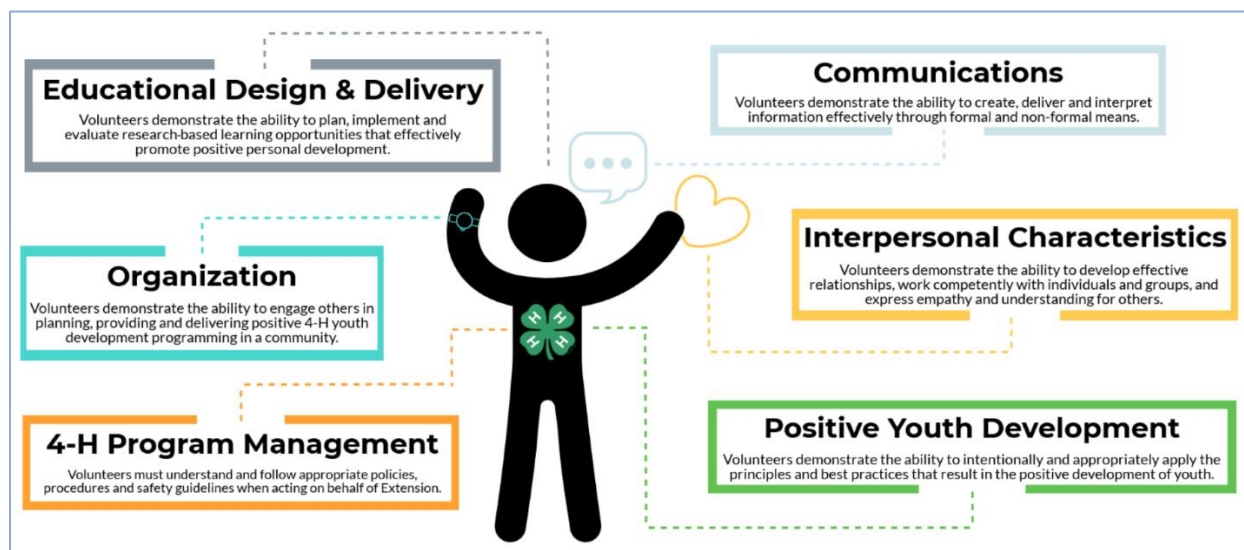 Educational Design & Delivery
Volunteers demonstrate the ability to plan, implement and
evaluate research-based learning opportunities that effectively
promote positive personal development.
Communications
Volunteers demonstrate the ability to create, deliver and interpret
information effectively through formal and non-formal means.
Organization
Volunteers demonstrate the ability to engage others in
planning, providing and delivering positive 4-H youth
development programming in a community.
Interpersonal Characteristics
Volunteers demonstrate the ability to develop effective
relationships, work competently with individuals and groups, and
express empathy and understanding for others.
H H
H H
4-H Program Management
Volunteers must understand and follow appropriate policies,
procedures and safety guidelines when acting on behalf of Extension.
Positive Youth Development
Volunteers demonstrate the ability to intentionally and appropriately apply the
principles and best practices that result in the positive development of youth.